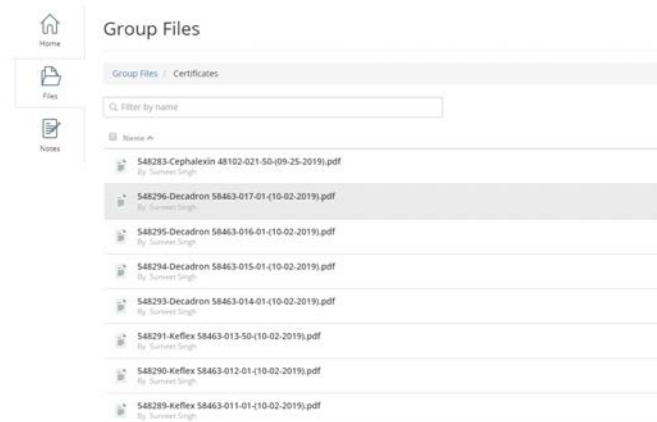 Home
Files
Notes
Group Files
Group Files / Certificates
Filter by name
Name
548283-Cephalexin 48102-021-50-(09-25-2019).pdf
By Sumeet Singh
548296-Decadron 58463-017-01-(10-02-2019).pdf
By Sumeet Singh
548295-Decadron 58463-016-01-(10-02-2019).pdf
By Sumeet Singh
548294-Decadron 58463-015-01-(10-02-2019).pdf
By Sumeet Singh
548293-Decadron 58463-014-01-(10-02-2019).pdf
By Sumeet Singh
548291-Keflex 58463-013-50-(10-02-2019).pdf
By Sumeet Singh
548290-Keflex 58463-012-01-(10-02-2019).pdf
By Sumeet Singh
548289-Keflex 58463-011-01-(10-02-2019).pdf
By Sumeet Singh